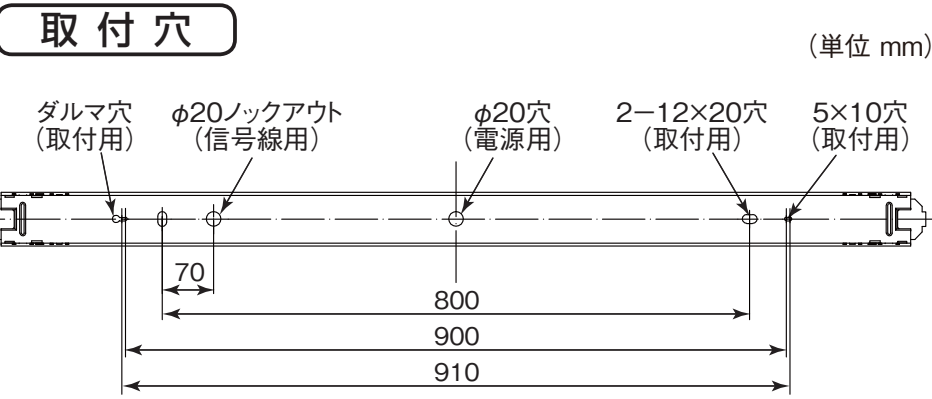 取付穴
(単位 mm)
ダルマ穴
(取付用)
φ20ノックアウト
(信号線用)
φ20穴
(電源用)
2−12×20穴
(取付用)
5×10穴
(取付用)
70
800
900
910